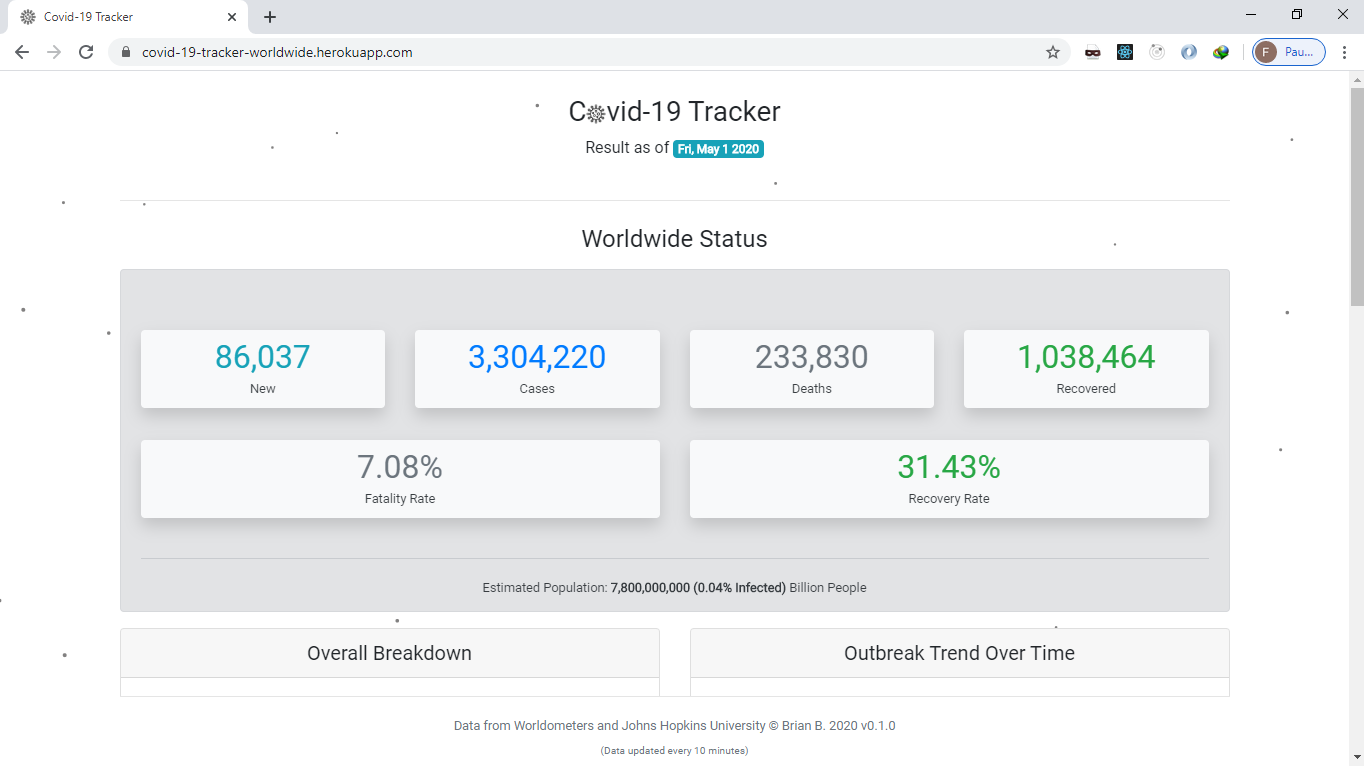 Covid-19 Tracker
covid-19-tracker-worldwide.herokuapp.com
F Pau...
Cvid-19 Tracker
Result as of Fri, May 1 2020
Worldwide Status
86,037
New
3,304,220
Cases
233,830
Deaths
1,038,464
Recovered
7.08%
Fatality Rate
31.43%
Recovery Rate
Estimated Population: 7,800,000,000 (0.04% Infected) Billion People
Overall Breakdown
Outbreak Trend Over Time
Data from Worldometers and Johns Hopkins University © Brian B. 2020 v0.1.0
(Data updated every 10 minutes)